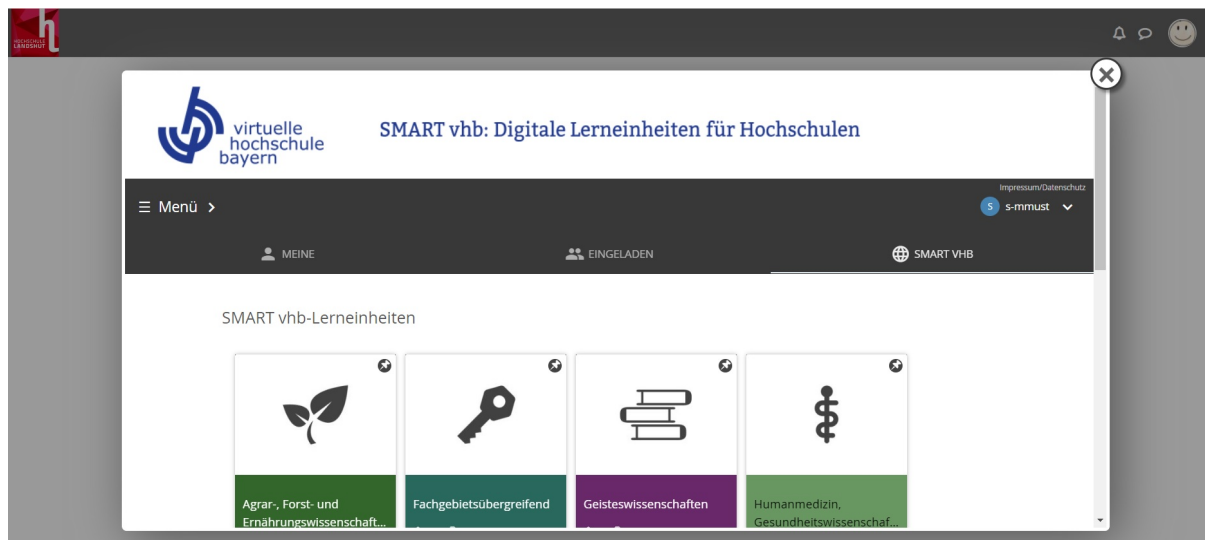 HOCHSCHULE
LANDSHUT
virtuelle
hochschule
bayern
SMART vhb: Digitale Lerneinheiten für Hochschulen
Impressum/Datenschutz
Menü
S s-mmust
MEINE
EINGELADEN
SMART VHB
SMART vhb-Lerneinheiten
Agrar-, Forst- und
Ernährungswissenschaft...
Fachgebietsübergreifend
Geisteswissenschaften
Humanmedizin,
Gesundheitswissenschaf...